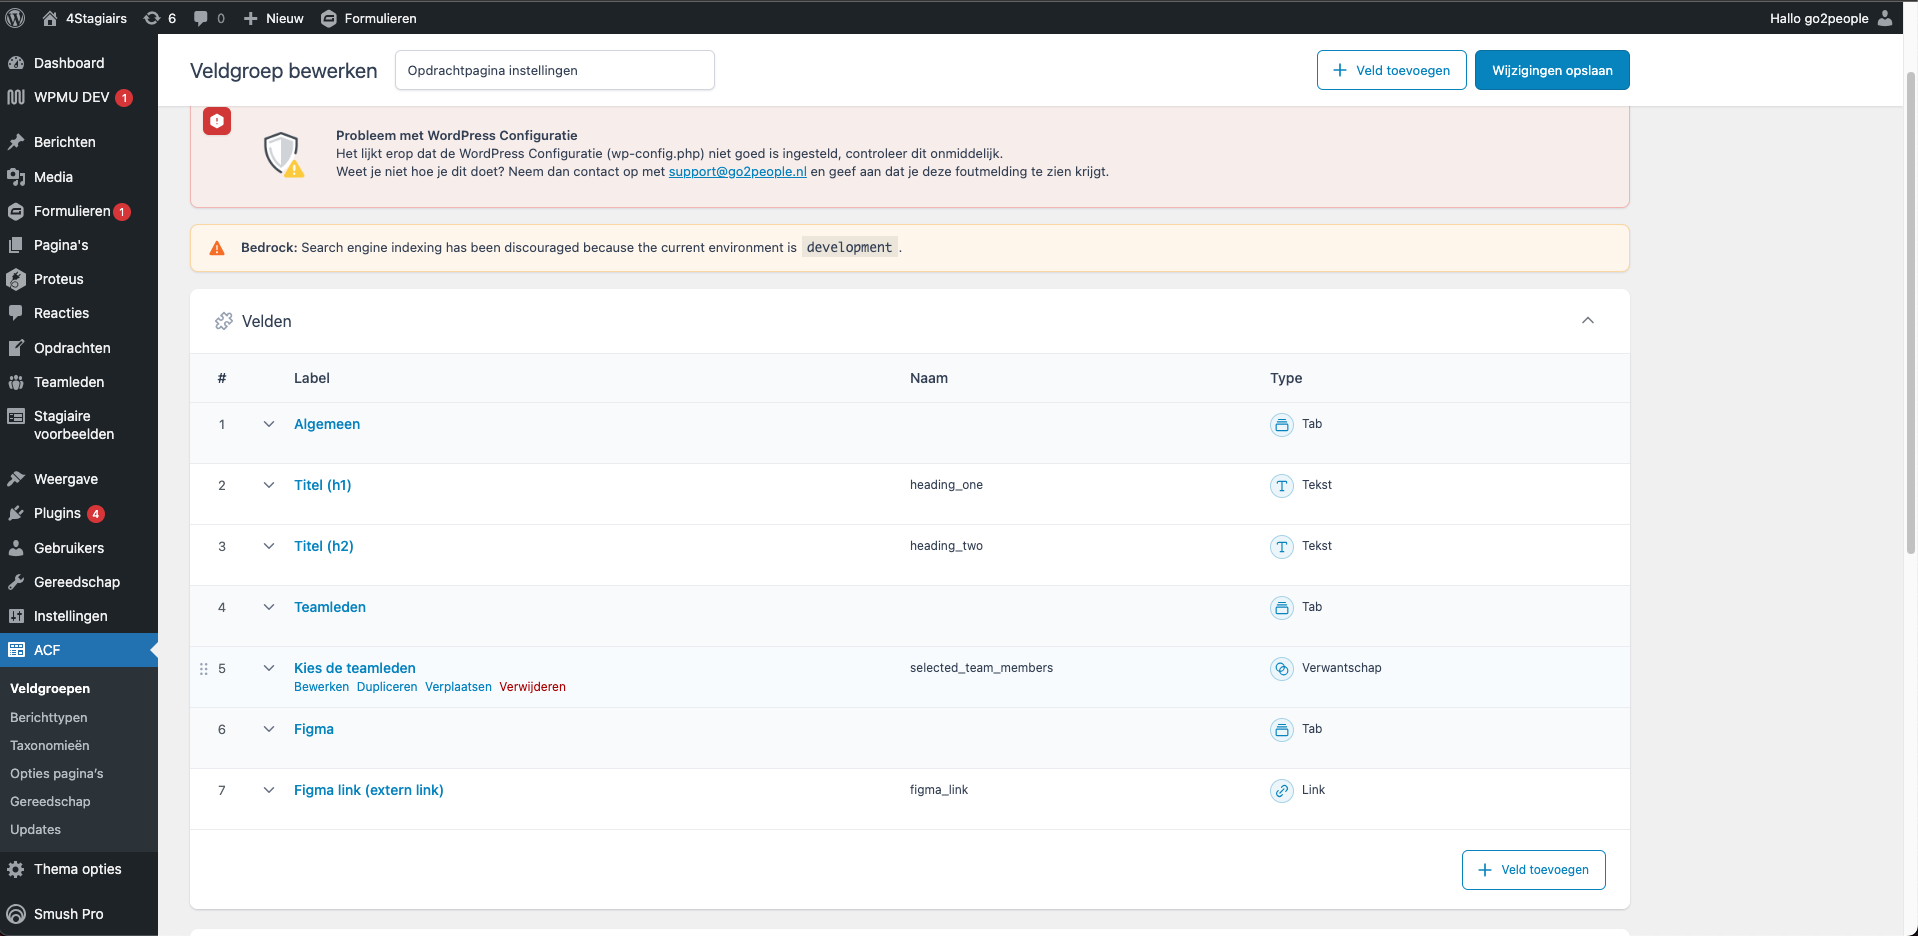 4Stagiairs
6
0
Nieuw
Formulieren
Hallo go2people
Dashboard
WPMU DEV 1
Berichten
Media
Formulieren 1
Pagina's
Proteus
Reacties
Opdrachten
Teamleden
Stagiaire
voorbeelden
Weergave
Plugins 4
Gebruikers
Gereedschap
Instellingen
ACF
Veldgroepen
Berichttypen
Taxonomieën
Opties pagina's
Gereedschap
Updates
Thema opties
Smush Pro
Veldgroep bewerken
Opdrachtpagina instellingen
Veld toevoegen
Wijzigingen opslaan
Probleem met WordPress Configuratie
Het lijkt erop dat de WordPress Configuratie (wp-config.php) niet goed is ingesteld, controleer dit onmiddelijk.
Weet je niet hoe je dit doet? Neem dan contact op met support@go2people.nl en geef aan dat je deze foutmelding te zien krijgt.
Bedrock: Search engine indexing has been discouraged because the current environment is development .
Velden
# Label Naam Type
1 Algemeen Tab
2 Titel (h1) heading_one Tekst
3 Titel (h2) heading_two Tekst
4 Teamleden Tab
5 Kies de teamleden selected_team_members Verwantschap
Bewerken Dupliceren Verplaatsen Verwijderen
6 Figma Tab
7 Figma link (extern link) figma_link Link
Veld toevoegen